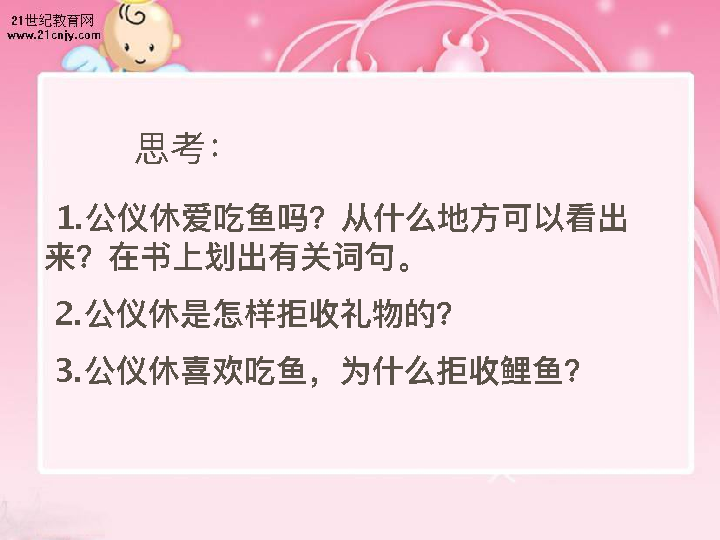 21世纪教育网
www.21cnjy.com
思考：
1.公仪休爱吃鱼吗？从什么地方可以看出
来？在书上划出有关词句。
2.公仪休是怎样拒收礼物的？
3.公仪休喜欢吃鱼，为什么拒收鲤鱼？